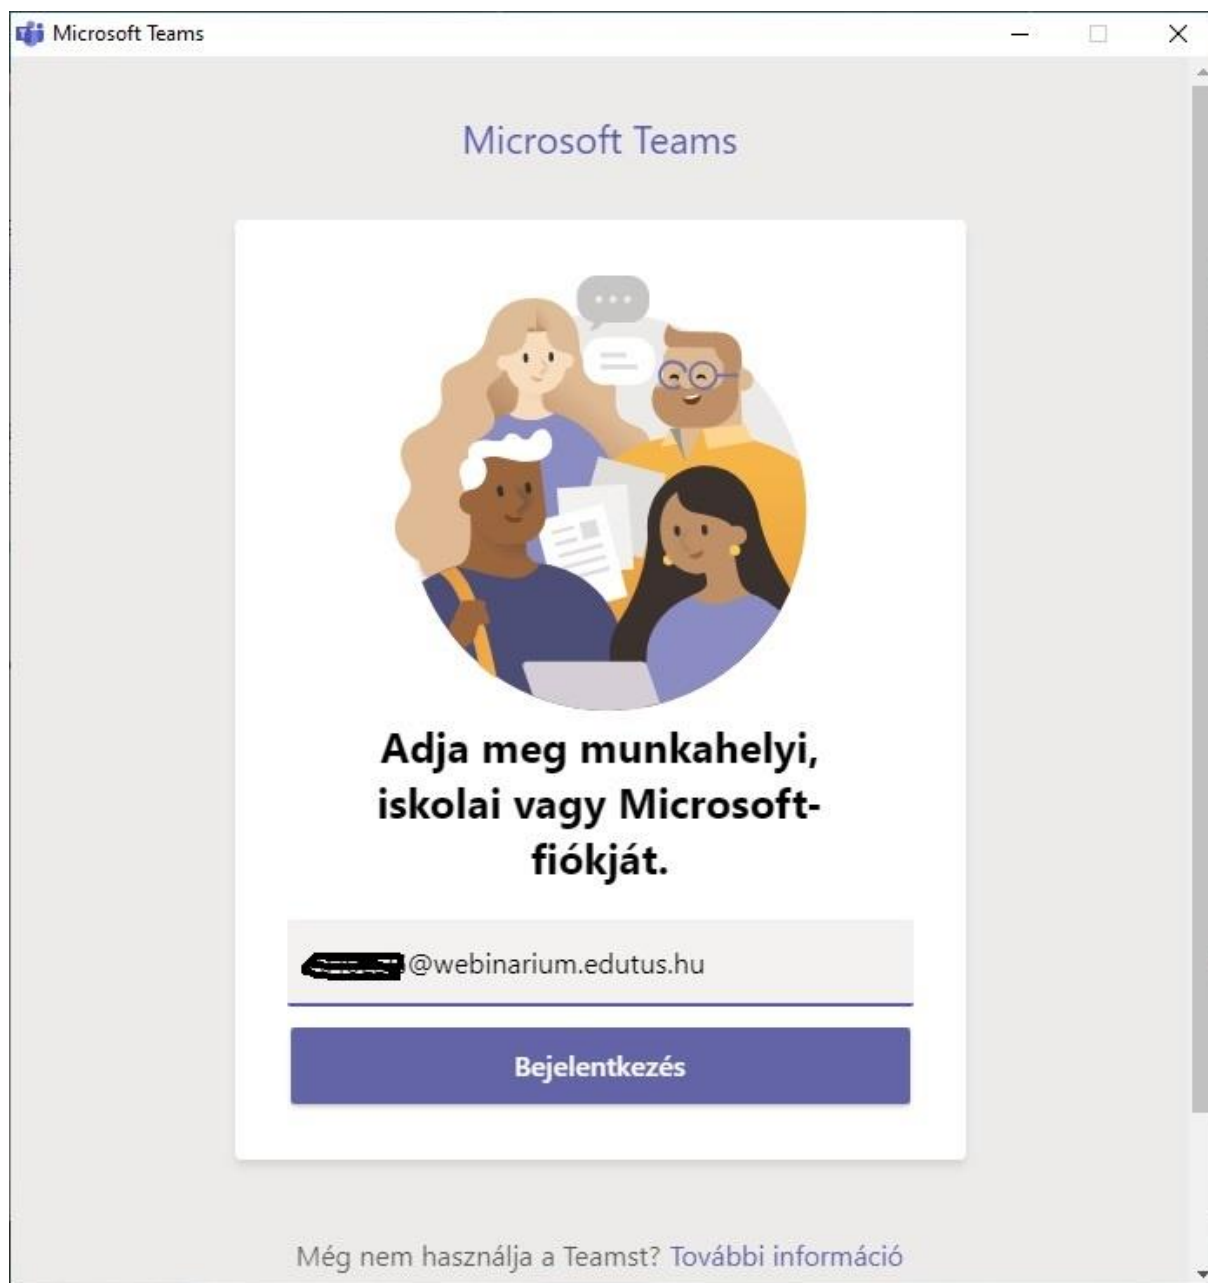 Microsoft Teams
Microsoft Teams
Adja meg munkahelyi,
iskolai vagy Microsoft-
fiókját.
@webinarium.edutus.hu
Bejelentkezés
Még nem használja a Teamst? További információ